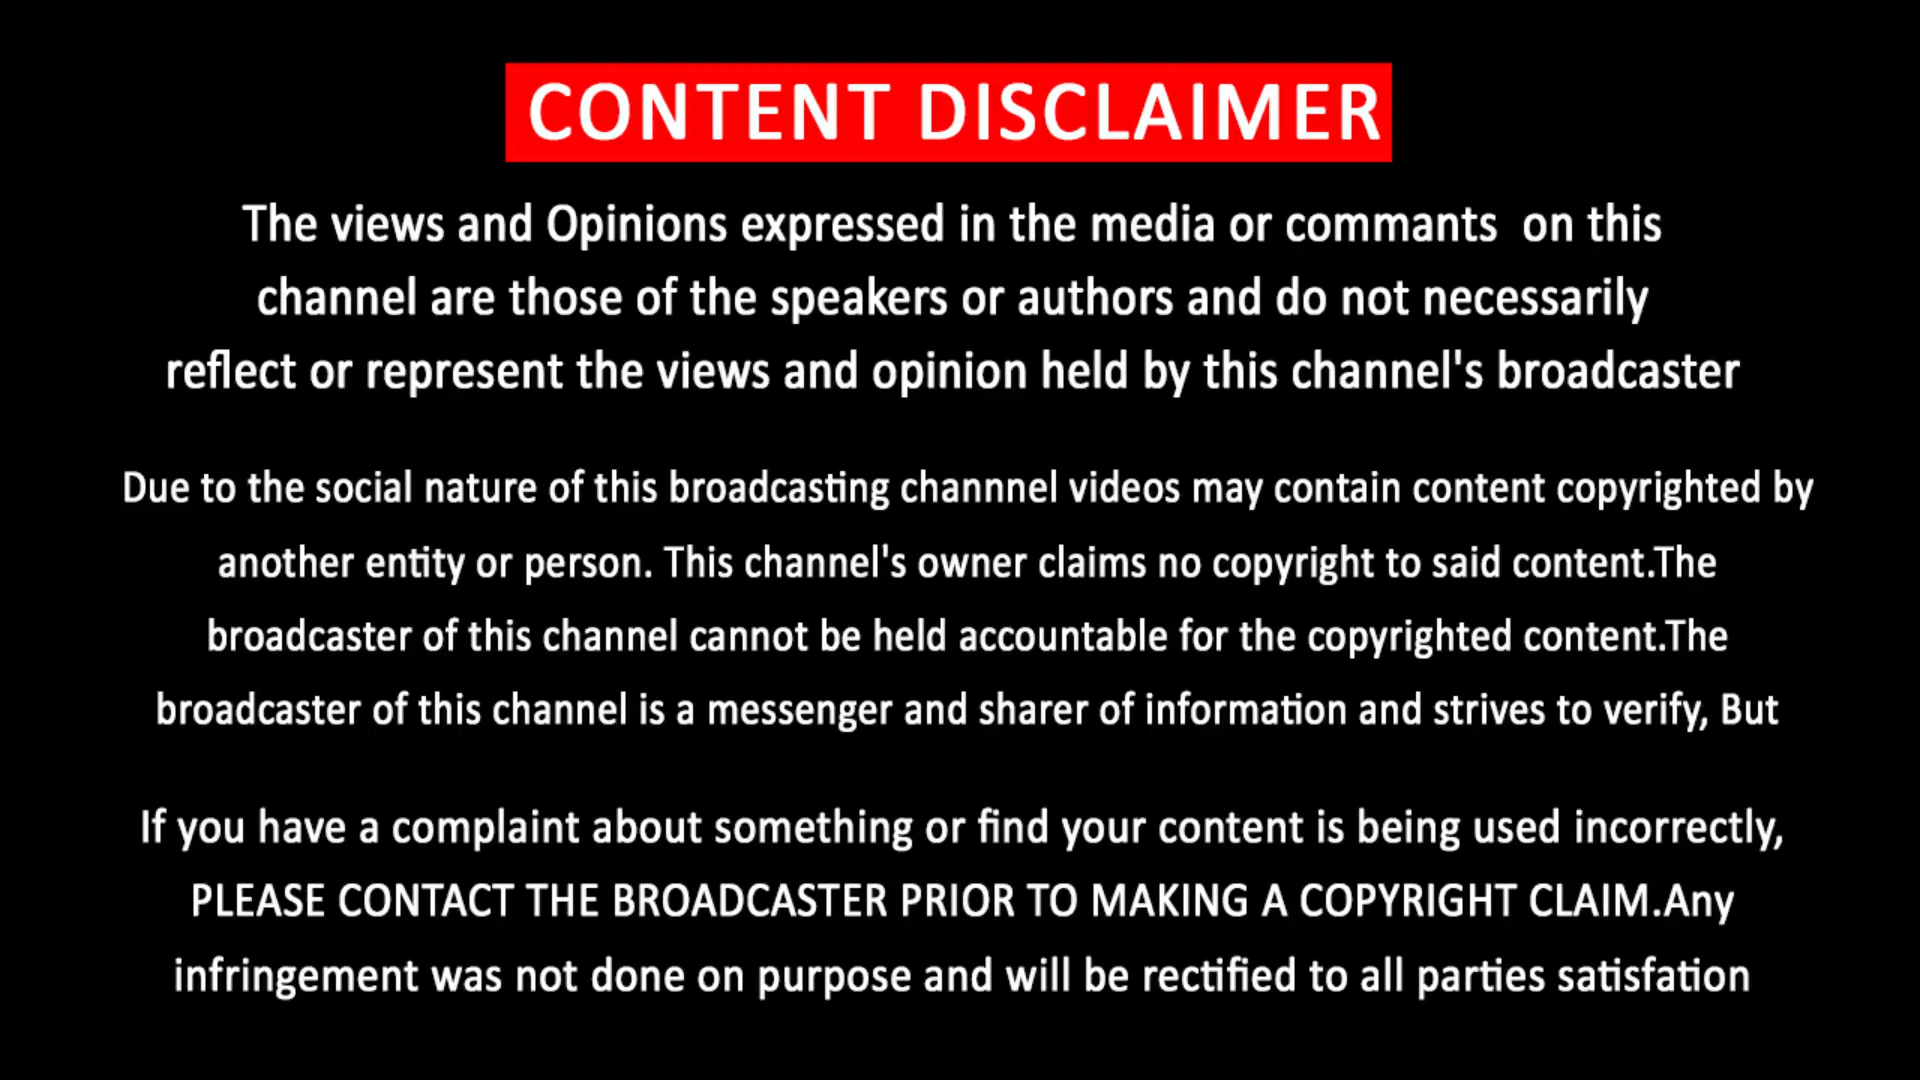 CONTENT DISCLAIMER
The views and Opinions expressed in the media or commants on this
channel are those of the speakers or authors and do not necessarily
reflect or represent the views and opinion held by this channel's broadcaster
Due to the social nature of this broadcasting channnel videos may contain content copyrighted by
another entity or person. This channel's owner claims no copyright to said content.The
broadcaster of this channel cannot be held accountable for the copyrighted content.The
broadcaster of this channel is a messenger and sharer of information and strives to verify, But
If you have a complaint about something or find your content is being used incorrectly,
PLEASE CONTACT THE BROADCASTER PRIOR TO MAKING A COPYRIGHT CLAIM.Any
infringement was not done on purpose and will be rectified to all parties satisfation